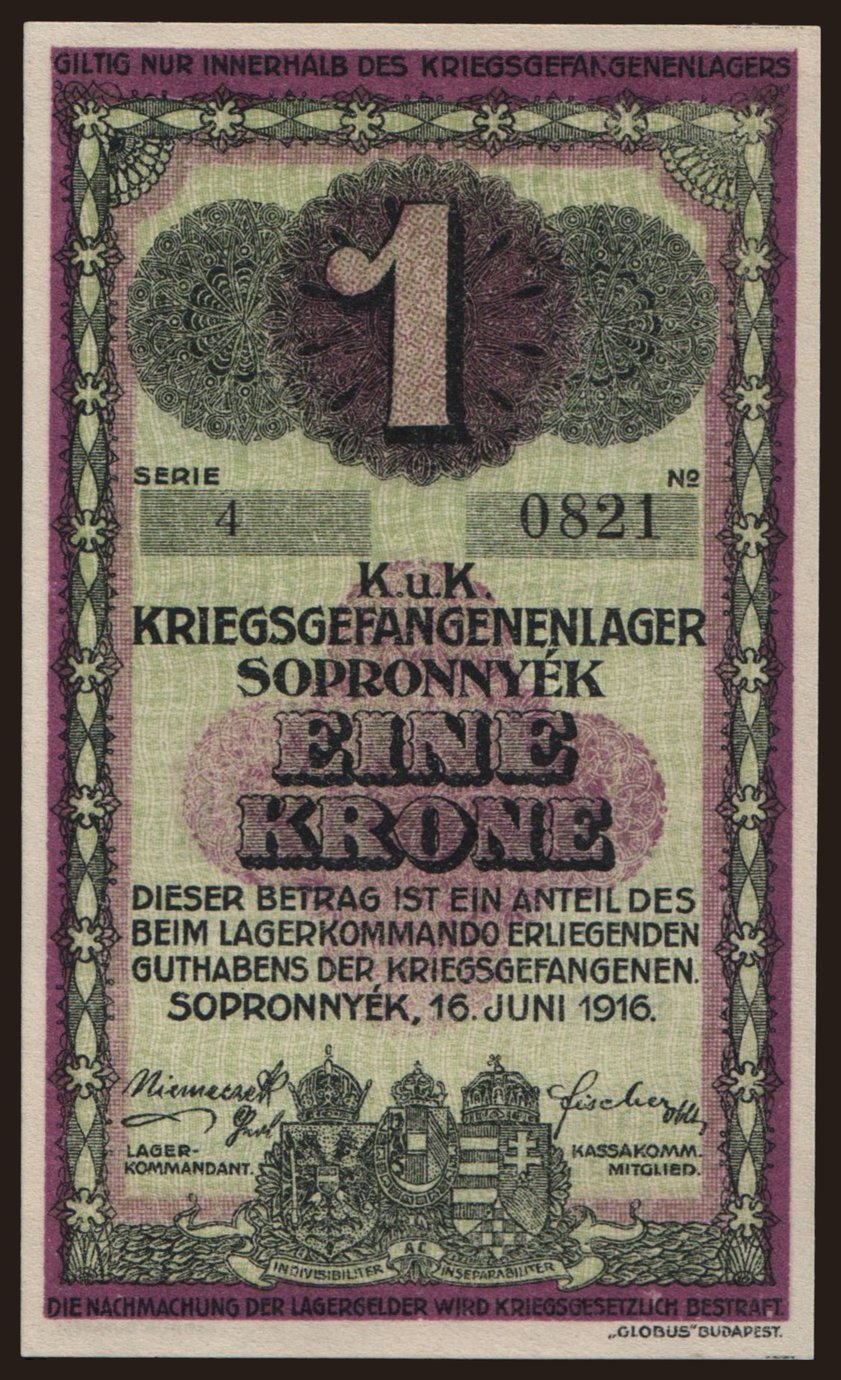 GILTIG NUR INNERHALB DES KRIEGSGEFANGENENLAGERS
1
SERIE No
4 0821
K.u.K.
KRIEGSGEFANGENENLAGER
SOPRONNYÉK
EINE
KRONE
DIESER BETRAG IST EIN ANTEIL DES
BEIM LAGERKOMMANDO ERLIEGENDEN
GUTHABENS DER KRIEGSGEFANGENEN.
SOPRONNYÉK, 16. JUNI 1916.
Fischer
LAGER-
KOMMANDANT.
KASSAKOMM.
MITGLIED.
INDIVISIBILITER AC INSEPARABILITER
DIE NACHMACHUNG DER LAGERGELDER WIRD KRIEGSGESETZLICH BESTRAFT.
„GLOBUS" BUDAPEST.